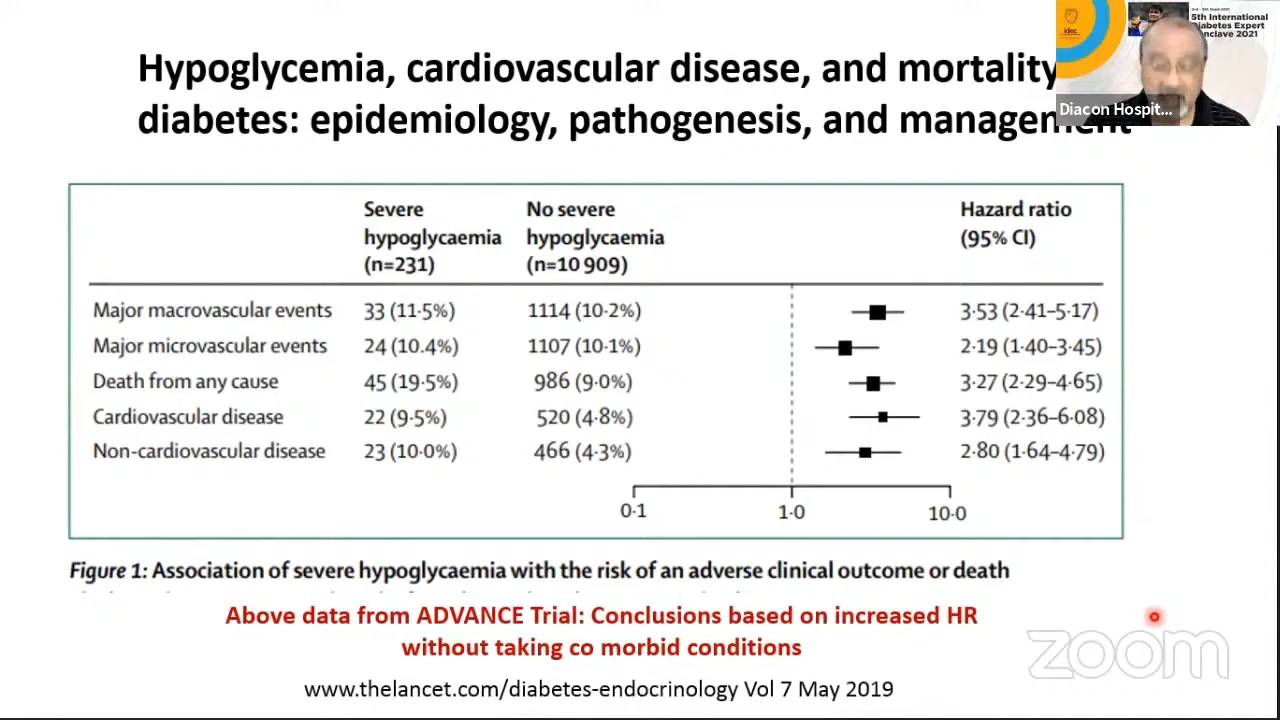 Hypoglycemia, cardiovascular disease, and mortality
diabetes: epidemiology, pathogenesis, and management
idec
3rd - 5th Sept 2021
5th International
Diabetes Expert
Conclave 2021
Diacon Hospit...
Severe hypoglycaemia (n=231) No severe hypoglycaemia (n=10 909) Hazard ratio (95% CI)
Major macrovascular events 33 (11·5%) 1114 (10·2%) 3·53 (2·41–5·17)
Major microvascular events 24 (10.4%) 1107 (10·1%) 2·19 (1·40–3·45)
Death from any cause 45 (19·5%) 986 (9·0%) 3·27 (2·29–4·65)
Cardiovascular disease 22 (9·5%) 520 (4·8%) 3·79 (2·36–6·08)
Non-cardiovascular disease 23 (10·0%) 466 (4·3%) 2·80 (1·64–4·79)
0·1 1·0 10·0
Figure 1: Association of severe hypoglycaemia with the risk of an adverse clinical outcome or death
Above data from ADVANCE Trial: Conclusions based on increased HR
without taking co morbid conditions
www.thelancet.com/diabetes-endocrinology Vol 7 May 2019
zoom